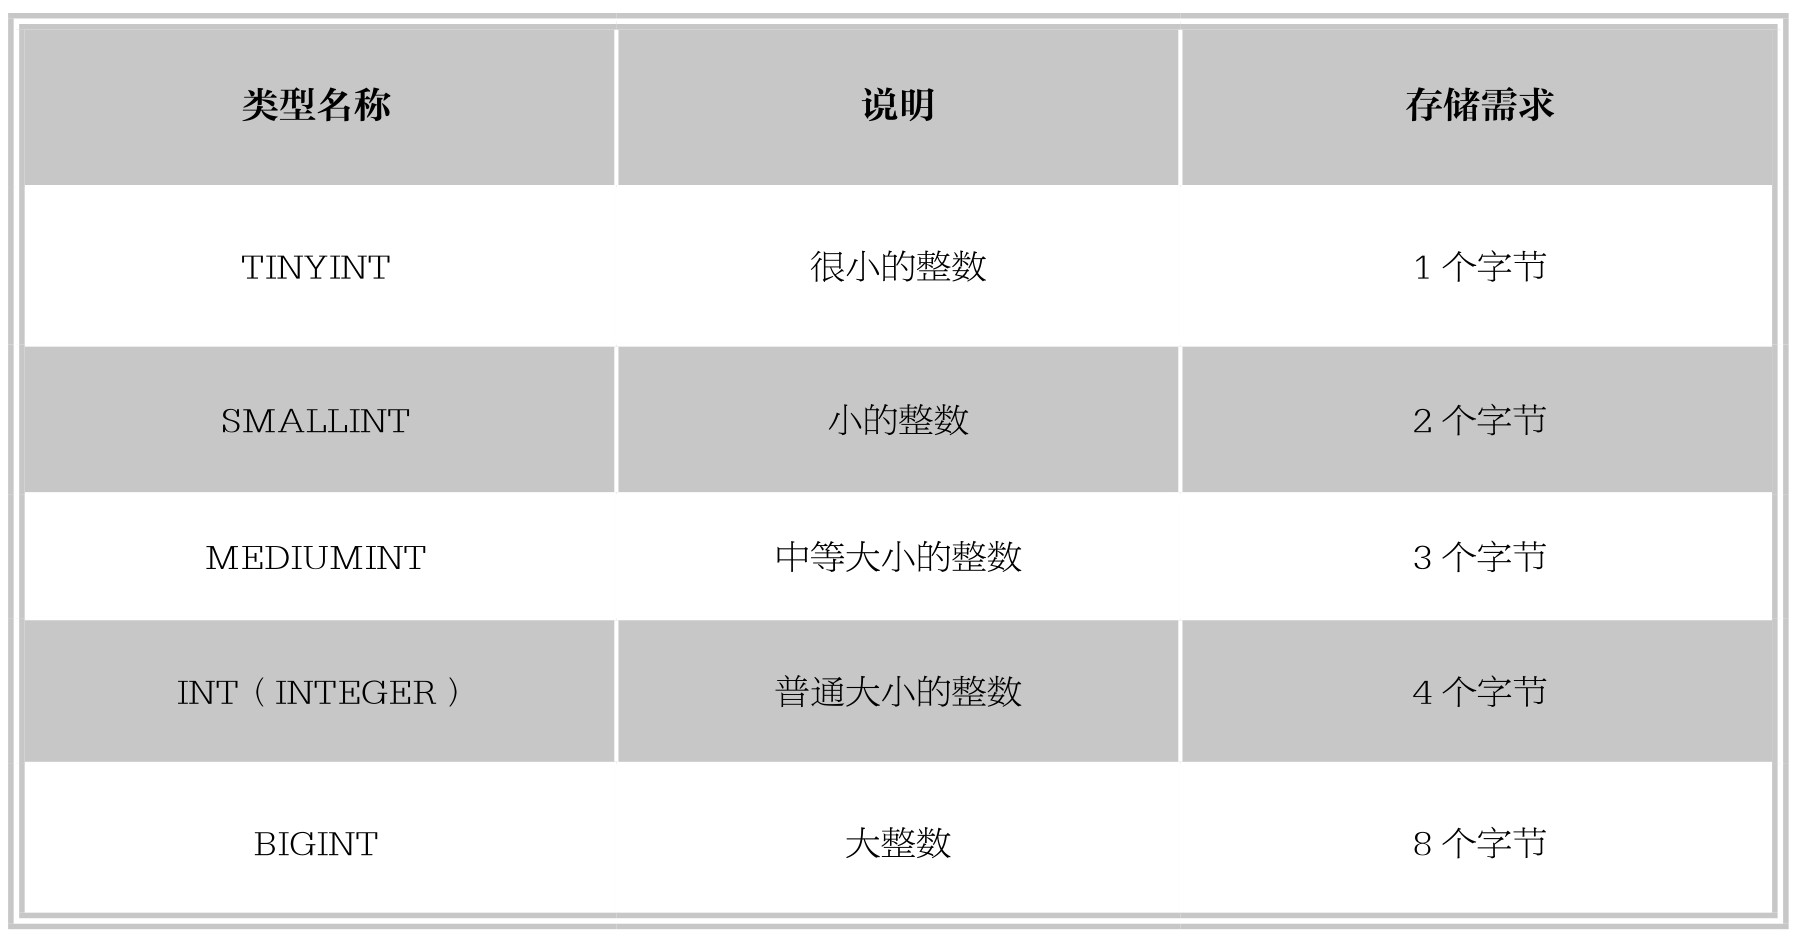 类型名称 说明 存储需求
TINYINT 很小的整数 1 个字节
SMALLINT 小的整数 2 个字节
MEDIUMINT 中等大小的整数 3 个字节
INT（INTEGER） 普通大小的整数 4 个字节
BIGINT 大整数 8 个字节